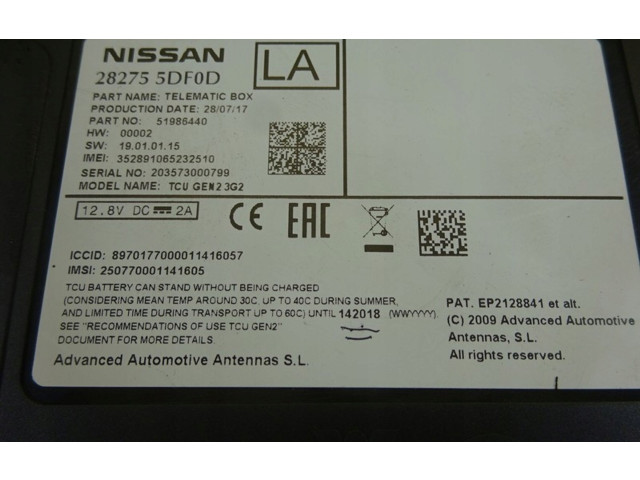 NISSAN
28275 5DF0D
LA
PART NAME: TELEMATIC BOX
PRODUCTION DATE: 28/07/17
PART NO: 51986440
HW: 00002
SW: 19.01.01.15
IMEI: 352891065232510
SERIAL NO: 203573000799
MODEL NAME: TCU GEN2 3G2
12.8V DC 2A
CE EAC
ICCID: 8970177000011416057
IMSI: 250770001141605
TCU BATTERY CAN STAND WITHOUT BEING CHARGED
(CONSIDERING MEAN TEMP AROUND 30C, UP TO 40C DURING SUMMER,
AND LIMITED TIME DURING TRANSPORT UP TO 60C) UNTIL 142018 (WWYYYY).
SEE "RECOMMENDATIONS OF USE TCU GEN2"
DOCUMENT FOR MORE DETAILS.
Advanced Automotive Antennas S.L.
PAT. EP2128841 et alt.
(C) 2009 Advanced Automotive
Antennas, S.L.
All rights reserved.